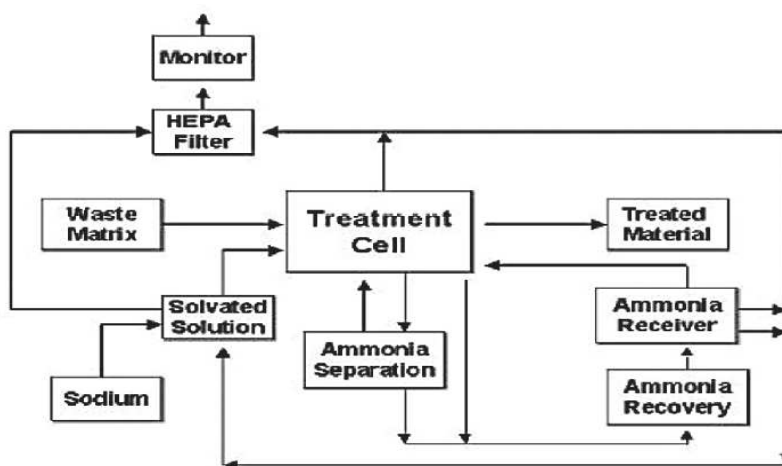 Monitor
HEPA
Filter
Waste
Matrix
Treatment
Cell
Treated
Material
Solvated
Solution
Ammonia
Separation
Ammonia
Receiver
Sodium
Ammonia
Recovery